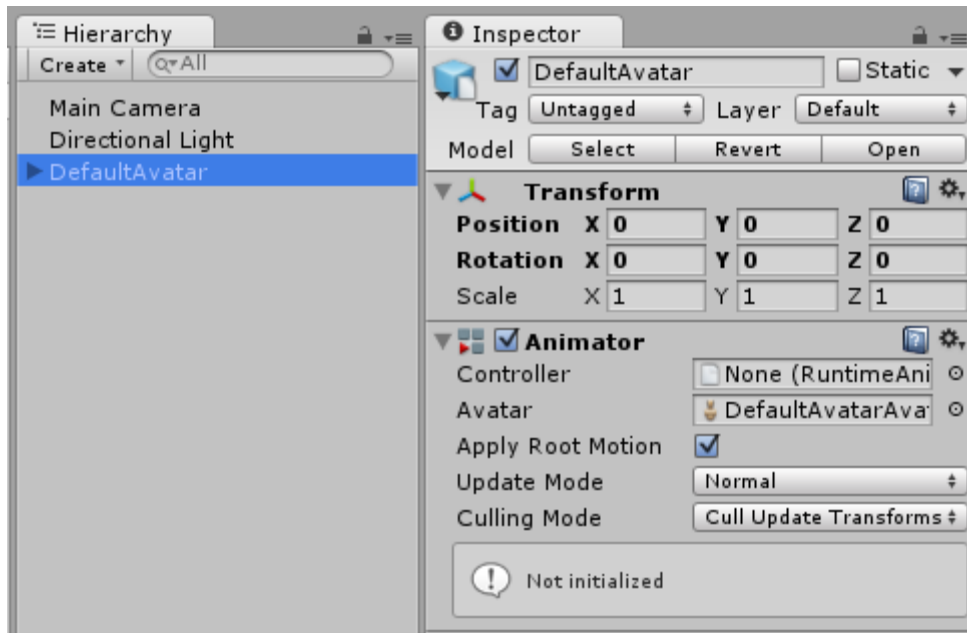 Hierarchy
Create All
Main Camera
Directional Light
DefaultAvatar
Inspector
DefaultAvatar Static
Tag Untagged Layer Default
Model Select Revert Open
Transform
Position X 0 Y 0 Z 0
Rotation X 0 Y 0 Z 0
Scale X 1 Y 1 Z 1
Animator
Controller None (RuntimeAni
Avatar DefaultAvatarAva
Apply Root Motion
Update Mode Normal
Culling Mode Cull Update Transforms
Not initialized